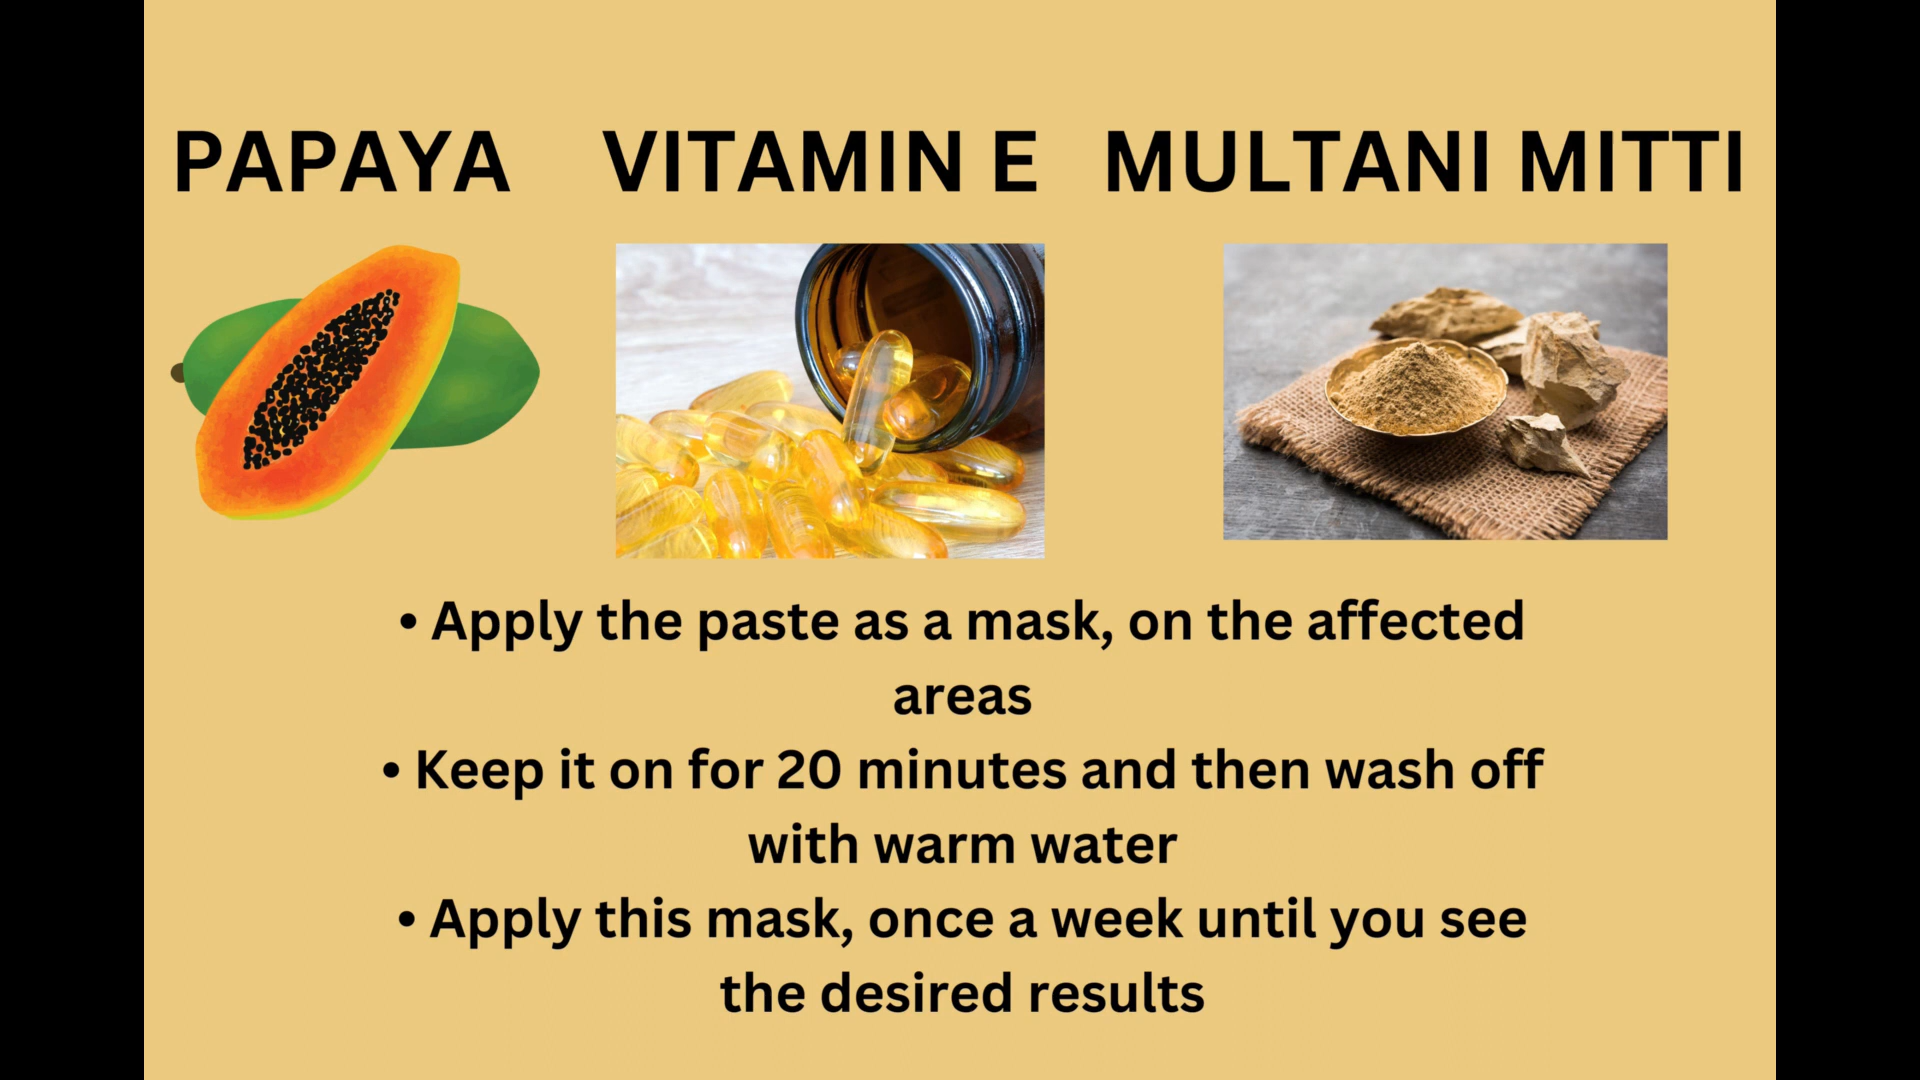 PAPAYA VITAMIN E MULTANI MITTI
• Apply the paste as a mask, on the affected
areas
• Keep it on for 20 minutes and then wash off
with warm water
• Apply this mask, once a week until you see
the desired results